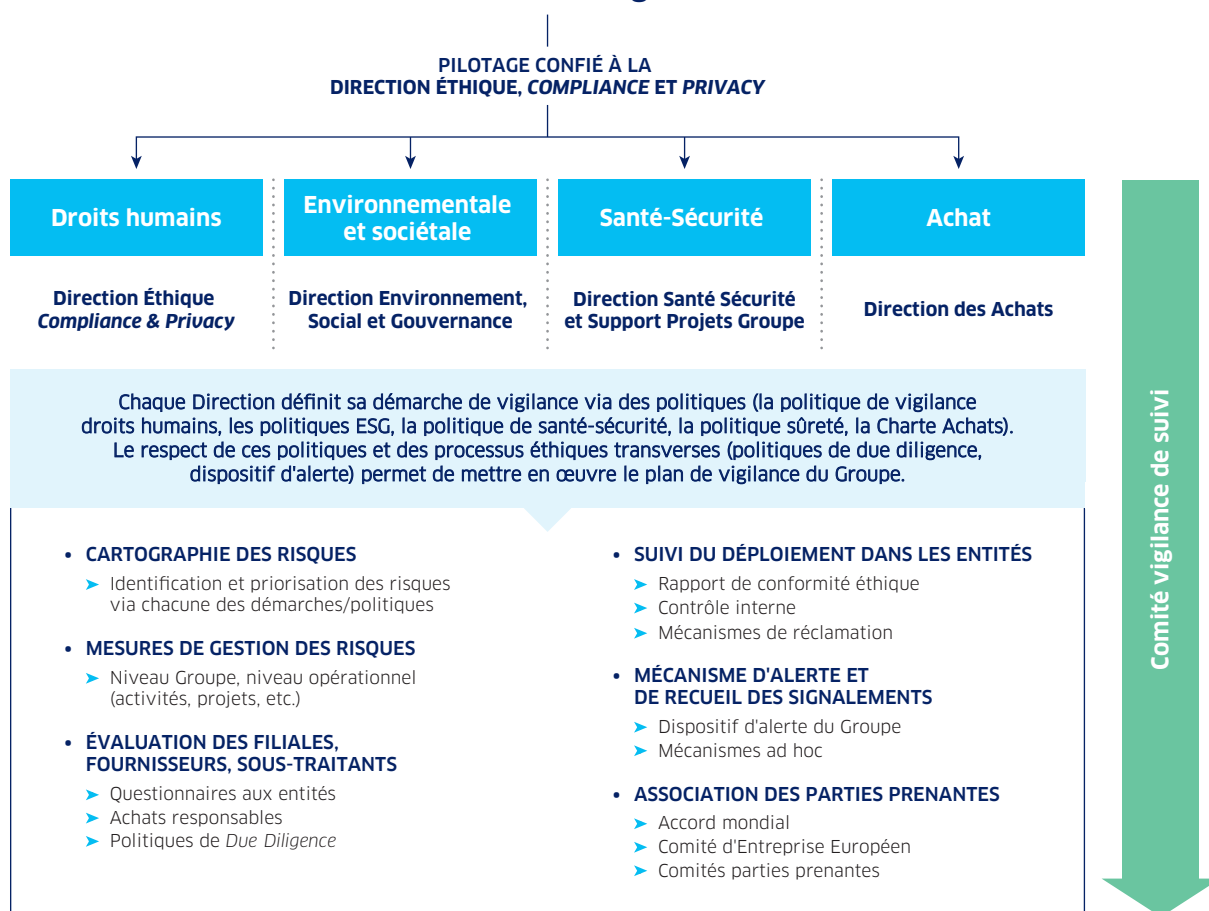 PILOTAGE CONFIÉ À LA
DIRECTION ÉTHIQUE, COMPLIANCE ET PRIVACY
Droits humains
Environnementale
et sociétale
Santé-Sécurité
Achat
Direction Éthique
Compliance & Privacy
Direction Environnement,
Social et Gouvernance
Direction Santé Sécurité
et Support Projets Groupe
Direction des Achats
Chaque Direction définit sa démarche de vigilance via des politiques (la politique de vigilance
droits humains, les politiques ESG, la politique de santé-sécurité, la politique sûreté, la Charte Achats).
Le respect de ces politiques et des processus éthiques transverses (politiques de due diligence,
dispositif d'alerte) permet de mettre en œuvre le plan de vigilance du Groupe.
• CARTOGRAPHIE DES RISQUES
➤ Identification et priorisation des risques
via chacune des démarches/politiques
• MESURES DE GESTION DES RISQUES
➤ Niveau Groupe, niveau opérationnel
(activités, projets, etc.)
• ÉVALUATION DES FILIALES,
FOURNISSEURS, SOUS-TRAITANTS
➤ Questionnaires aux entités
➤ Achats responsables
➤ Politiques de Due Diligence
• SUIVI DU DÉPLOIEMENT DANS LES ENTITÉS
➤ Rapport de conformité éthique
➤ Contrôle interne
➤ Mécanismes de réclamation
• MÉCANISME D'ALERTE ET
DE RECUEIL DES SIGNALEMENTS
➤ Dispositif d'alerte du Groupe
➤ Mécanismes ad hoc
• ASSOCIATION DES PARTIES PRENANTES
➤ Accord mondial
➤ Comité d'Entreprise Européen
➤ Comités parties prenantes
Comité vigilance de suivi